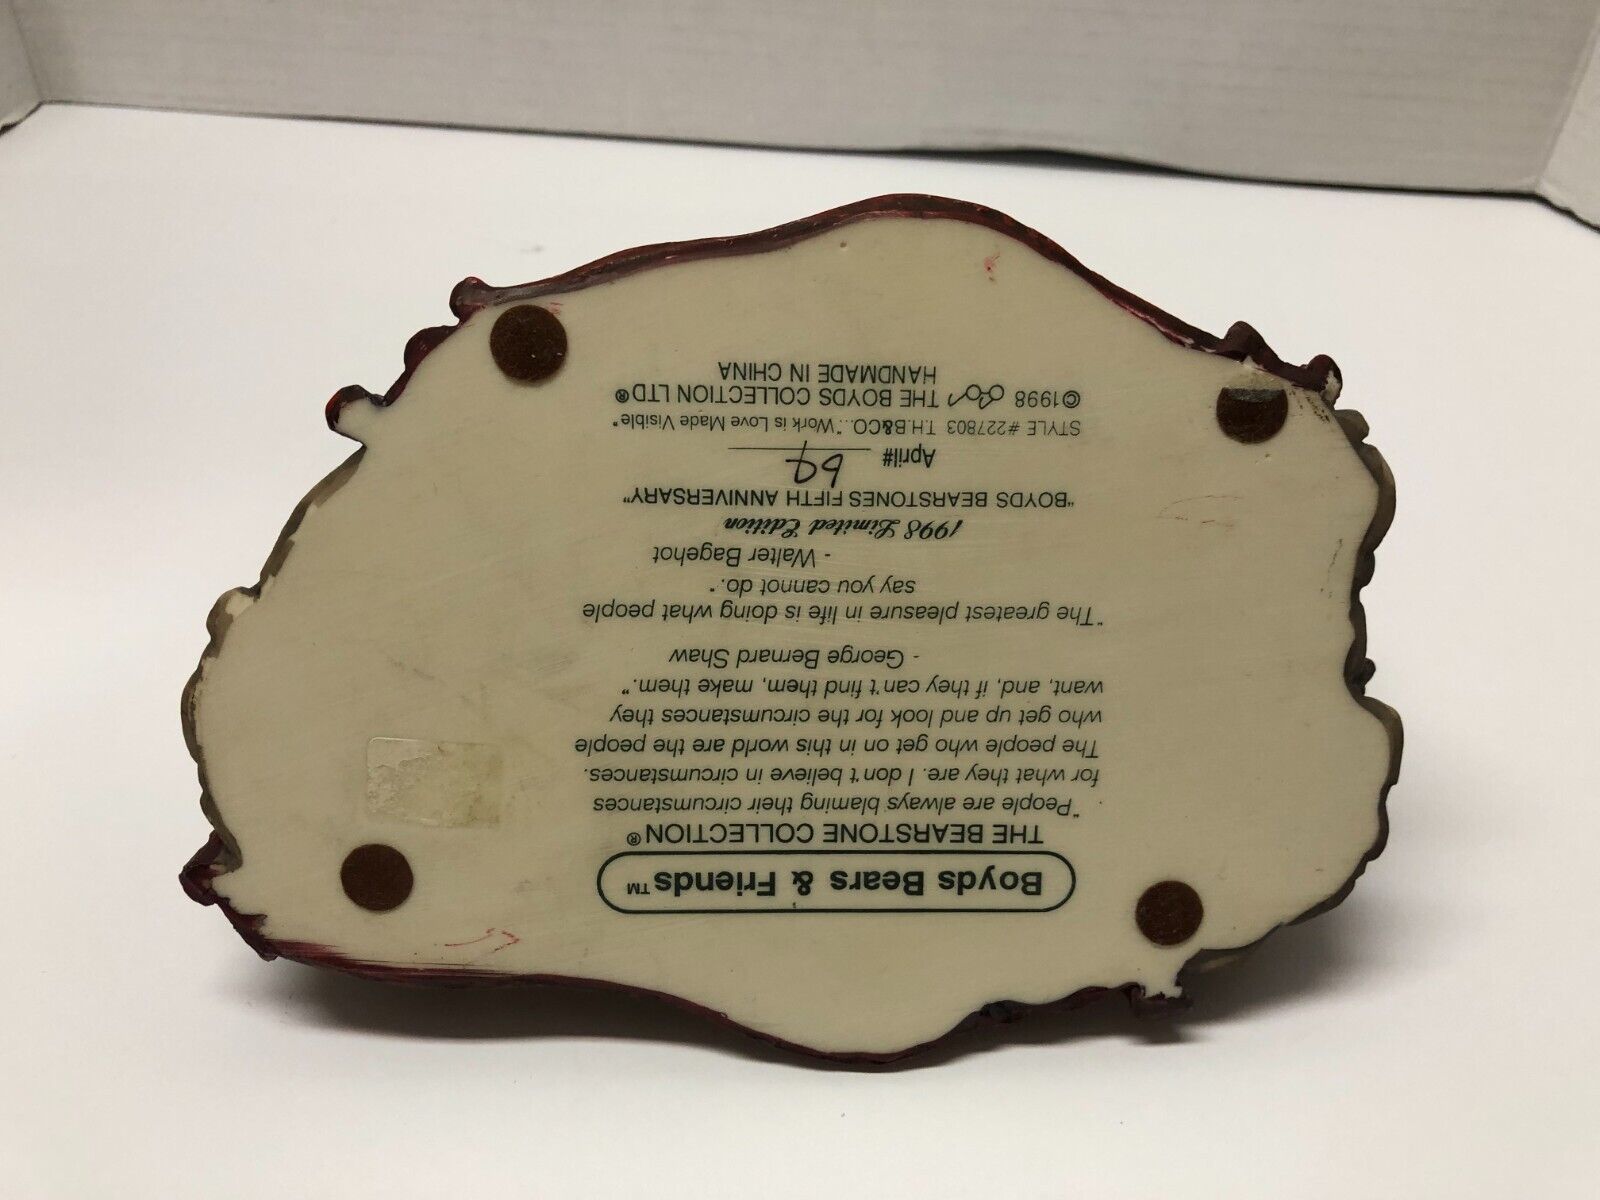 Boyds Bears & Friends™
THE BEARSTONE COLLECTION®
"People are always blaming their circumstances
for what they are. I don't believe in circumstances.
The people who get on in this world are the people
who get up and look for the circumstances they
want, and, if they can't find them, make them."
- George Bernard Shaw
"The greatest pleasure in life is doing what people
say you cannot do."
- Walter Bagehot
1998 Limited Edition
"BOYDS BEARSTONES FIFTH ANNIVERSARY"
April#
STYLE #227803 T.H.B&CO..."Work is Love Made Visible"
©1998 THE BOYDS COLLECTION LTD®
HANDMADE IN CHINA